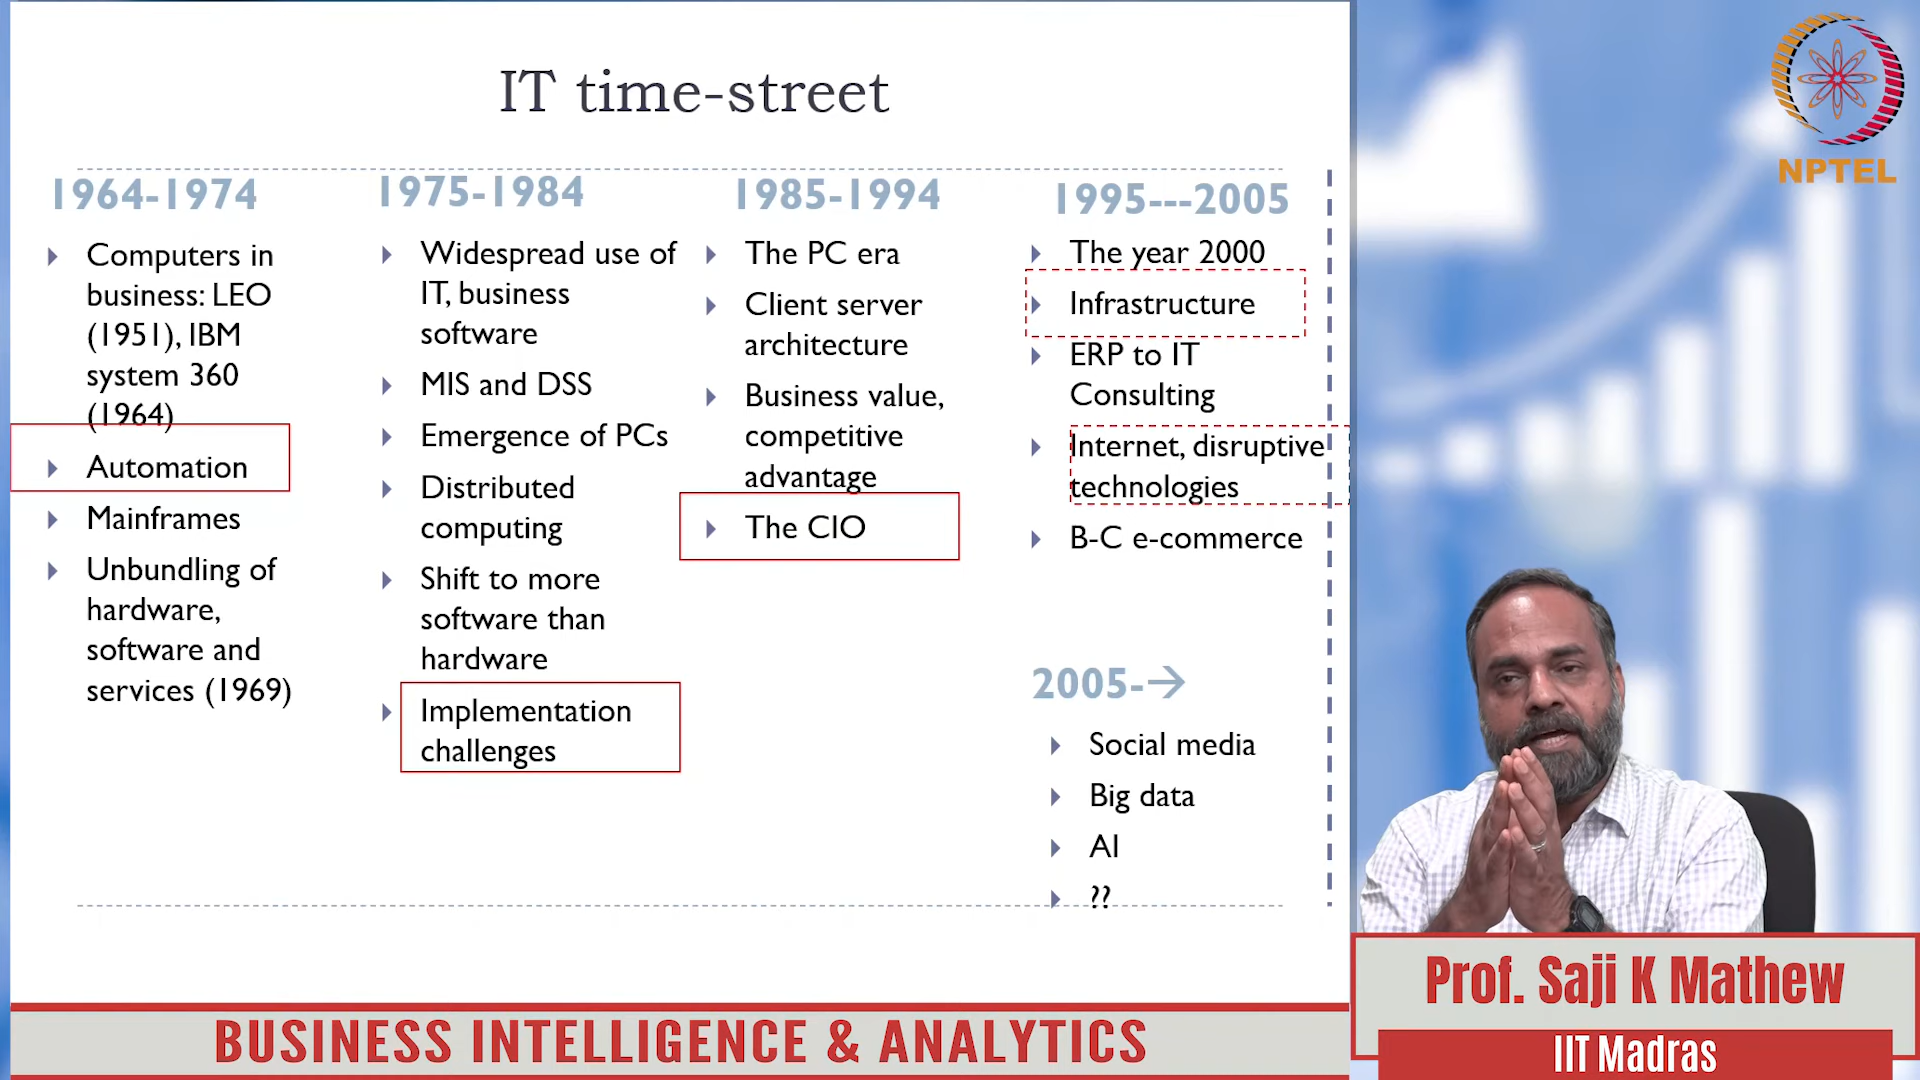 IT time-street
1964-1974
Computers in
business: LEO
(1951), IBM
system 360
(1964)
Automation
Mainframes
Unbundling of
hardware,
software and
services (1969)
1975-1984
Widespread use of
IT, business
software
MIS and DSS
Emergence of PCs
Distributed
computing
Shift to more
software than
hardware
Implementation
challenges
1985-1994
The PC era
Client server
architecture
Business value,
competitive
advantage
The CIO
1995---2005
The year 2000
Infrastructure
ERP to IT
Consulting
Internet, disruptive
technologies
B-C e-commerce
2005-→
Social media
Big data
AI
??
NPTEL
Prof. Saji K Mathew
IIT Madras
BUSINESS INTELLIGENCE & ANALYTICS